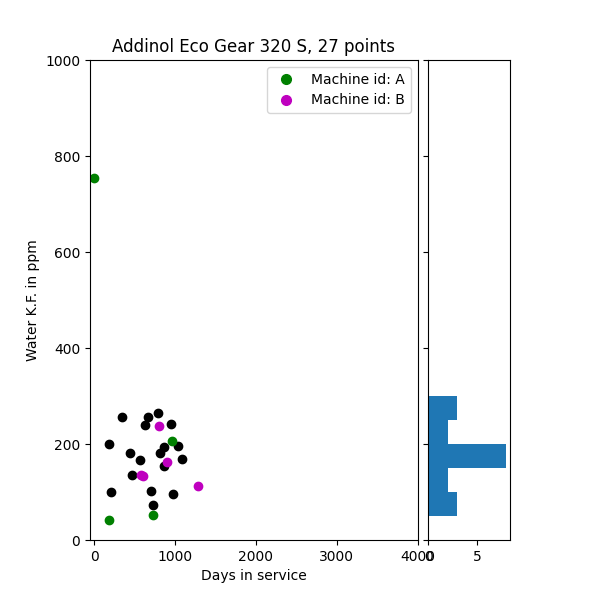 Addinol Eco Gear 320 S, 27 points
1000
800
600
400
200
0
Water K.F. in ppm
Machine id: A
Machine id: B
0 1000 2000 3000 4000
0 5
Days in service